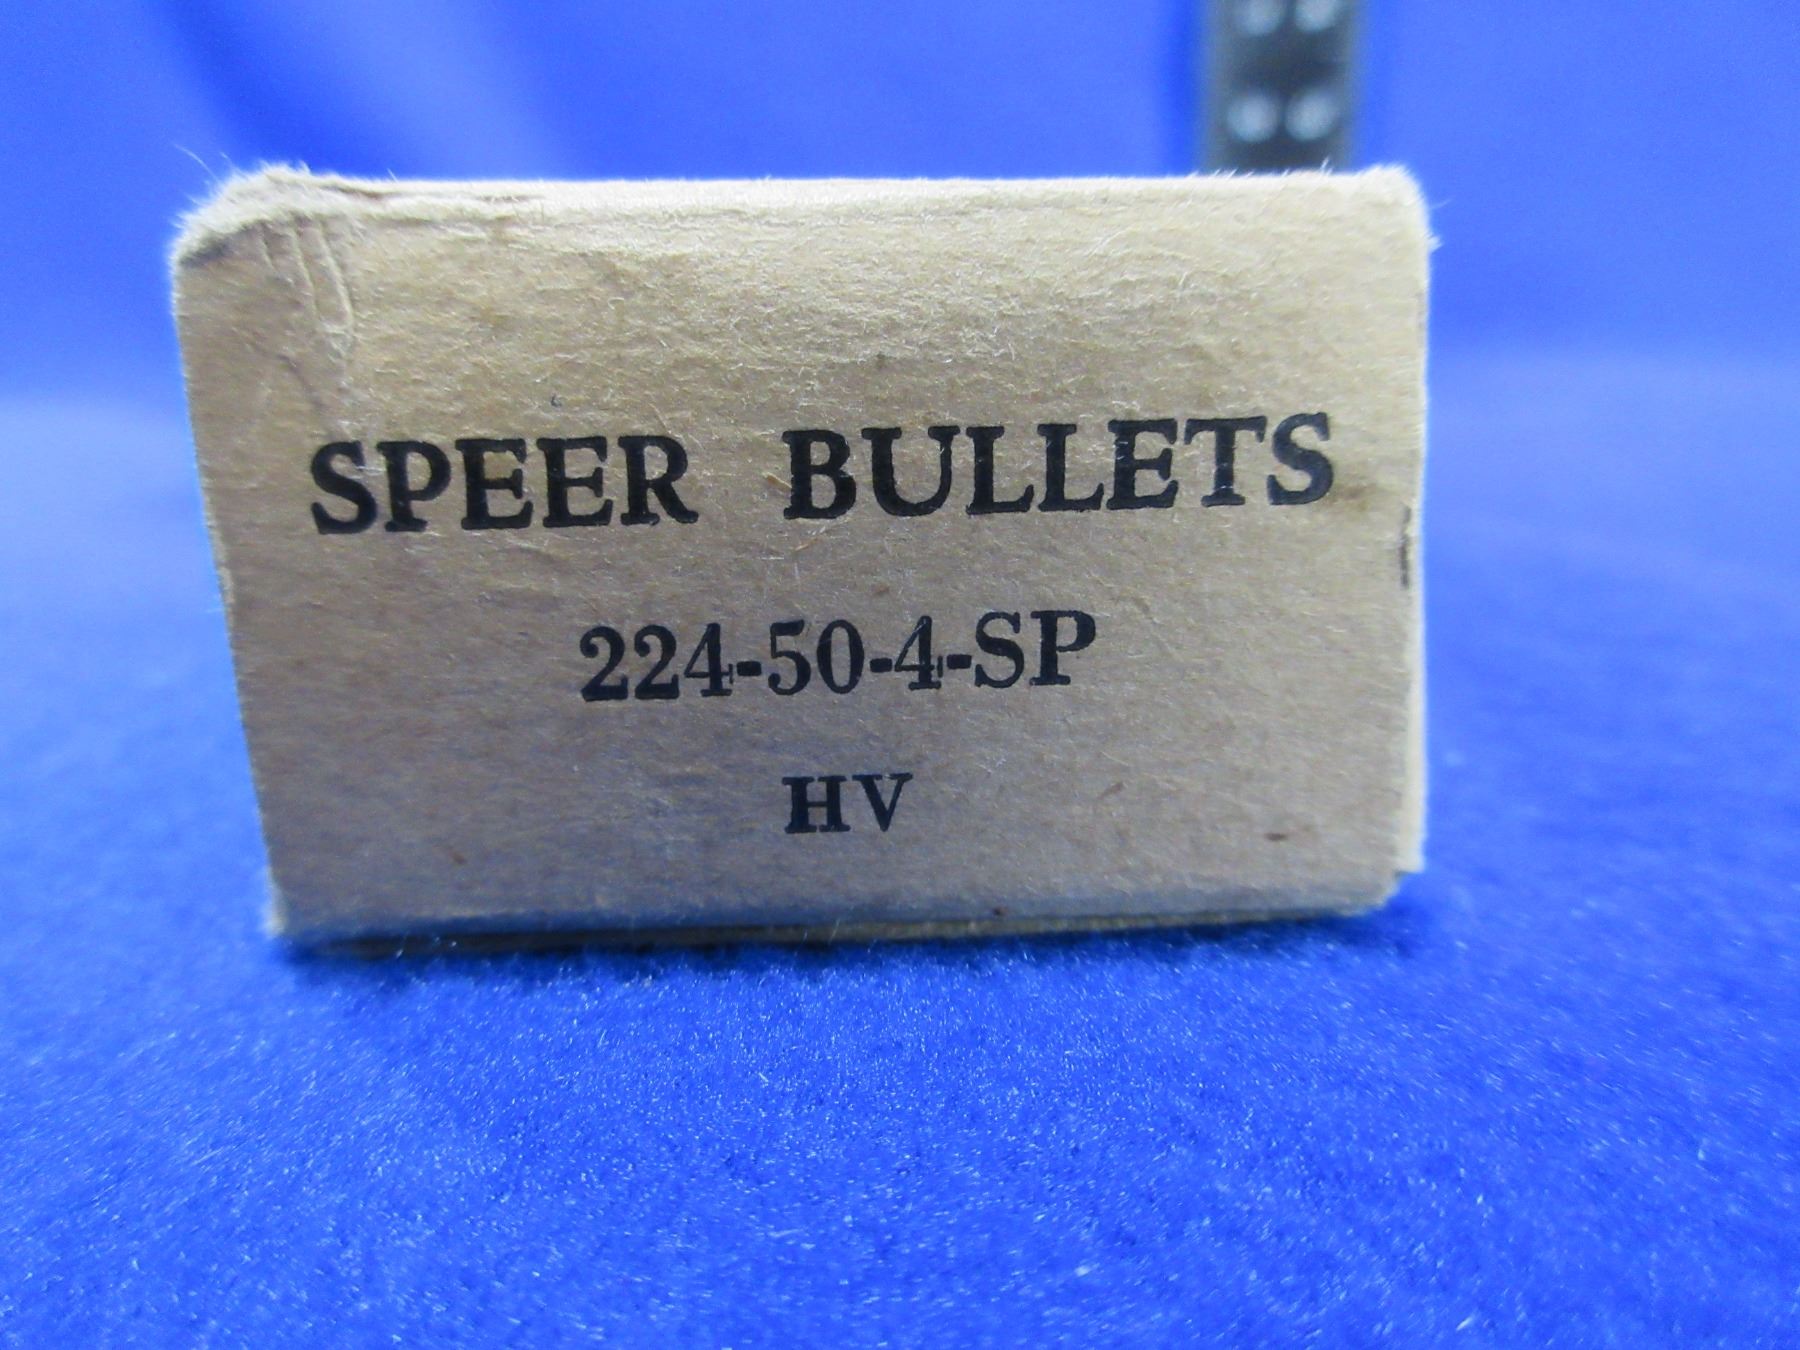 SPEER BULLETS
224-50-4-SP
HV